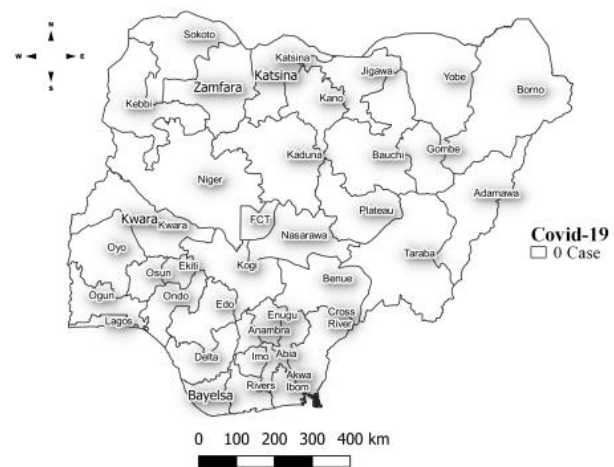 N
W
E
S
Sokoto
Katsina
Katsina
Jigawa
Yobe
Borno
Zamfara
Kebbi
Kano
Kaduna
Bauchi
Gombe
Niger
Adamawa
Plateau
FCT
Nasarawa
Kwara
Kwara
Taraba
Oyo
Osun
Ekiti
Kogi
Benue
Ogun
Ondo
Edo
Enugu
Anambra
Cross
River
Lagos
Delta
Imo
Abia
Akwa
Ibom
Rivers
Bayelsa
Covid-19
0 Case
0 100 200 300 400 km